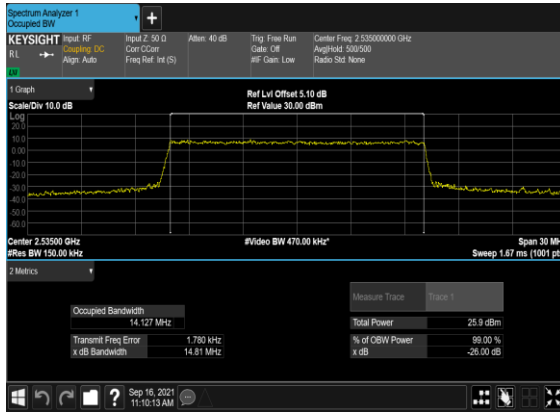 Spectrum Analyzer 1
Occupied BW
+
KEYSIGHT Input: RF Input Z: 50 Ω Atten: 40 dB Trig: Free Run Center Freq: 2.535000000 GHz
RL Coupling: DC Corr CCorr Gate: Off Avg|Hold: 500/500
Align: Auto Freq Ref: Int (S) #IF Gain: Low Radio Std: None
LW
1 Graph
Ref Lvl Offset 5.10 dB
Scale/Div 10.0 dB Ref Value 30.00 dBm
Log
20.0
10.0
0.00
-10.0
-20.0
-30.0
-40.0
-50.0
-60.0
Center 2.53500 GHz #Video BW 470.00 kHz* Span 30 MH
#Res BW 150.00 kHz Sweep 1.67 ms (1001 pt
2 Metrics
Measure Trace Trace 1
Occupied Bandwidth
14.127 MHz Total Power 25.9 dBm
Transmit Freq Error 1.780 kHz % of OBW Power 99.00 %
x dB Bandwidth 14.81 MHz x dB -26.00 dB
? Sep 16, 2021
11:10:13 AM